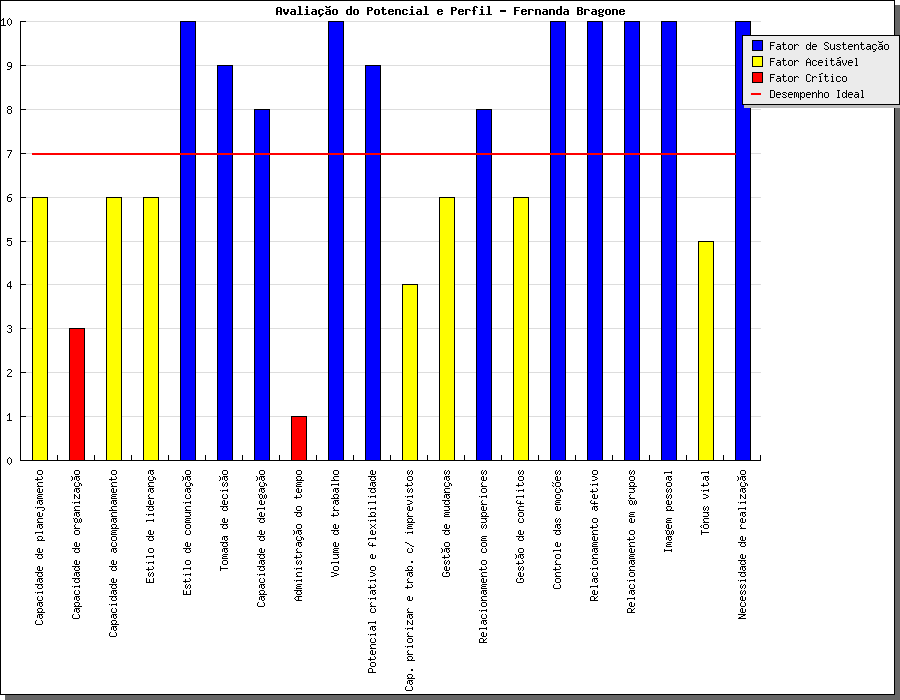 Avaliação do Potencial e Perfil - Fernanda Bragone
Fator de Sustentação
Fator Aceitável
Fator Crítico
Desempenho Ideal
10
9
8
7
6
5
4
3
2
1
0
Capacidade de planejamento
Capacidade de organização
Capacidade de acompanhamento
Estilo de liderança
Estilo de comunicação
Tomada de decisão
Capacidade de delegação
Administração do tempo
Volume de trabalho
Potencial criativo e flexibilidade
Cap. priorizar e trab. c/ imprevistos
Gestão de mudanças
Relacionamento com superiores
Gestão de conflitos
Controle das emoções
Relacionamento afetivo
Relacionamento em grupos
Imagem pessoal
Tônus vital
Necessidade de realização